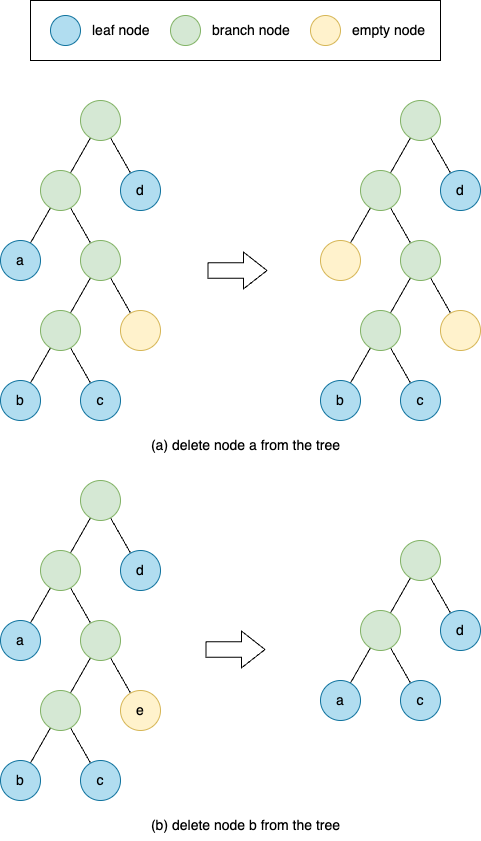 leaf node branch node empty node
d d
a
b c b c
(a) delete node a from the tree
d
d
a
e a c
b c
(b) delete node b from the tree